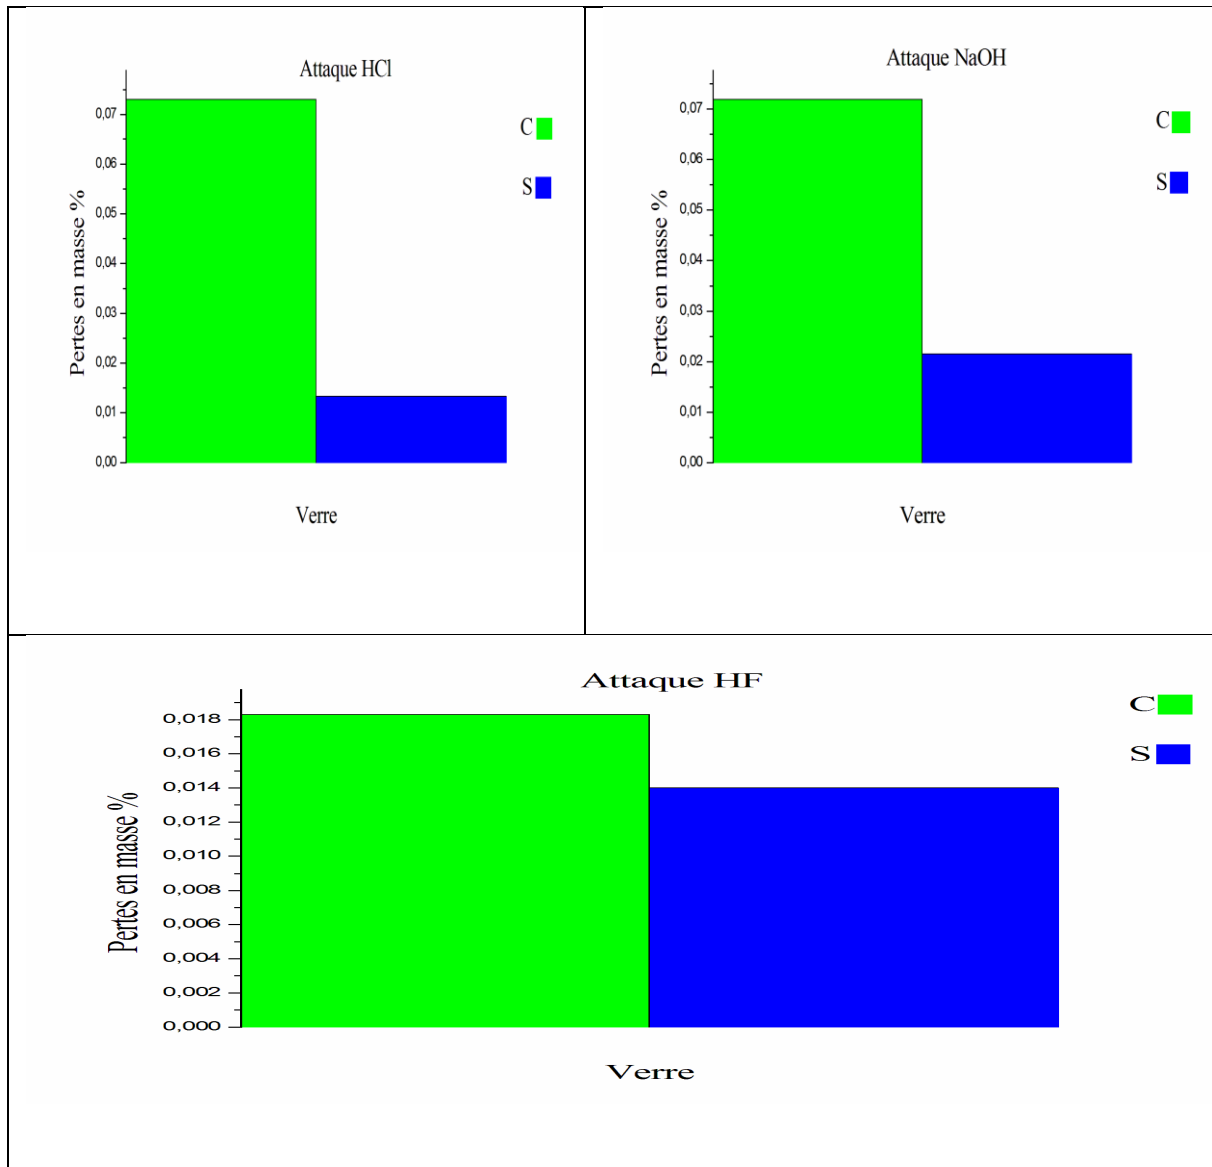 Attaque HCl
C
S
0,07
0,06
0,05
0,04
0,03
0,02
0,01
0,00
Pertes en masse %
Verre
Attaque NaOH
C
S
0,07
0,06
0,05
0,04
0,03
0,02
0,01
0,00
Pertes en masse %
Verre
Attaque HF
C
S
0,018
0,016
0,014
0,012
0,010
0,008
0,006
0,004
0,002
0,000
Pertes en masse %
Verre